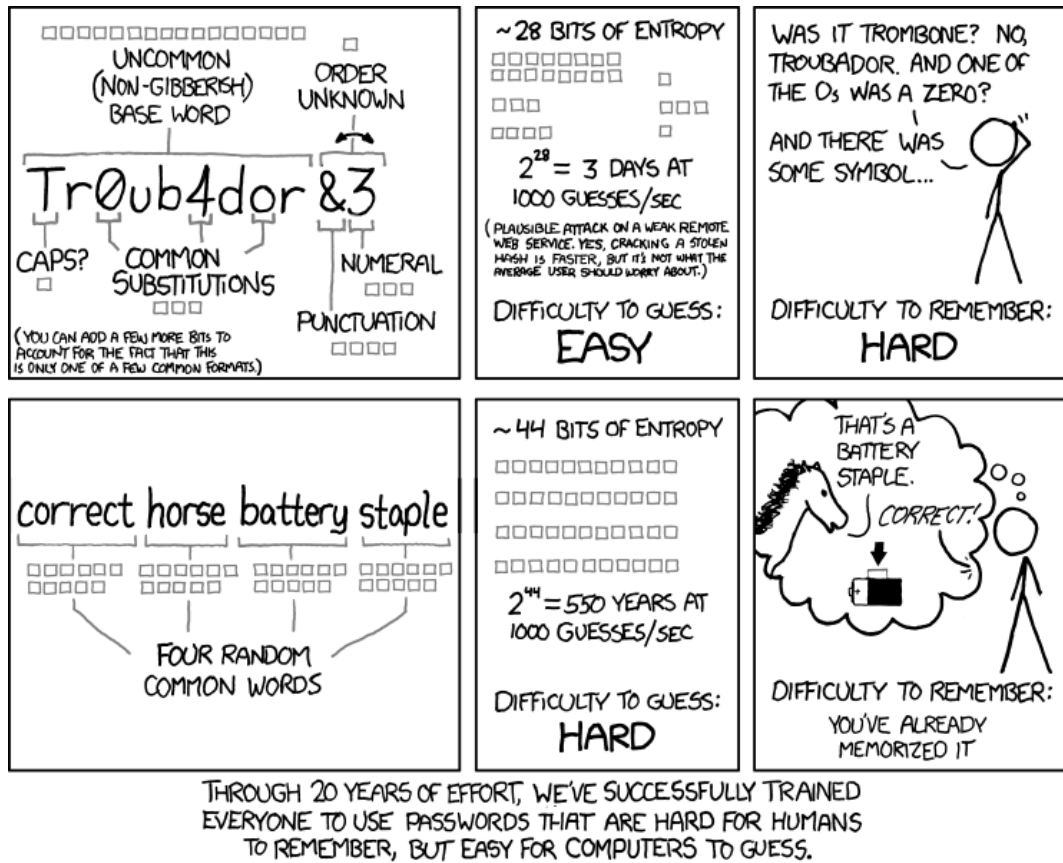 UNCOMMON
(NON-GIBBERISH)
BASE WORD
ORDER
UNKNOWN
Tr0ub4dor &3
CAPS?
COMMON
SUBSTITUTIONS
NUMERAL
PUNCTUATION
(YOU CAN ADD A FEW MORE BITS TO
ACCOUNT FOR THE FACT THAT THIS
IS ONLY ONE OF A FEW COMMON FORMATS.)
~28 BITS OF ENTROPY
2^28 = 3 DAYS AT
1000 GUESSES/SEC
(PLAUSIBLE ATTACK ON A WEAK REMOTE
WEB SERVICE. YES, CRACKING A STOLEN
HASH IS FASTER, BUT IT'S NOT WHAT THE
AVERAGE USER SHOULD WORRY ABOUT.)
DIFFICULTY TO GUESS:
EASY
WAS IT TROMBONE? NO,
TROUBADOR. AND ONE OF
THE Os WAS A ZERO?
AND THERE WAS
SOME SYMBOL...
DIFFICULTY TO REMEMBER:
HARD
correct horse battery staple
FOUR RANDOM
COMMON WORDS
~44 BITS OF ENTROPY
2^44 = 550 YEARS AT
1000 GUESSES/SEC
DIFFICULTY TO GUESS:
HARD
THAT'S A
BATTERY
STAPLE.
CORRECT!
+
DIFFICULTY TO REMEMBER:
YOU'VE ALREADY
MEMORIZED IT
THROUGH 20 YEARS OF EFFORT, WE'VE SUCCESSFULLY TRAINED
EVERYONE TO USE PASSWORDS THAT ARE HARD FOR HUMANS
TO REMEMBER, BUT EASY FOR COMPUTERS TO GUESS.